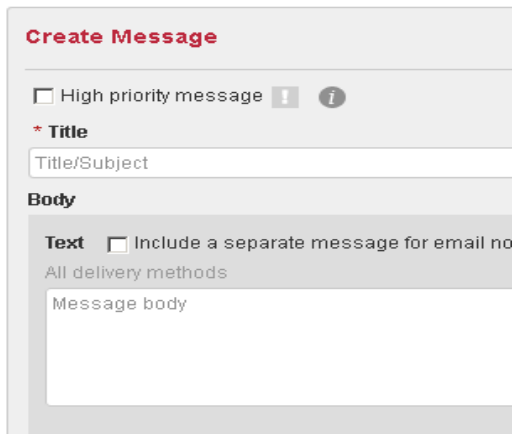 Create Message
High priority message ! i
* Title
Title/Subject
Body
Text Include a separate message for email no
All delivery methods
Message body